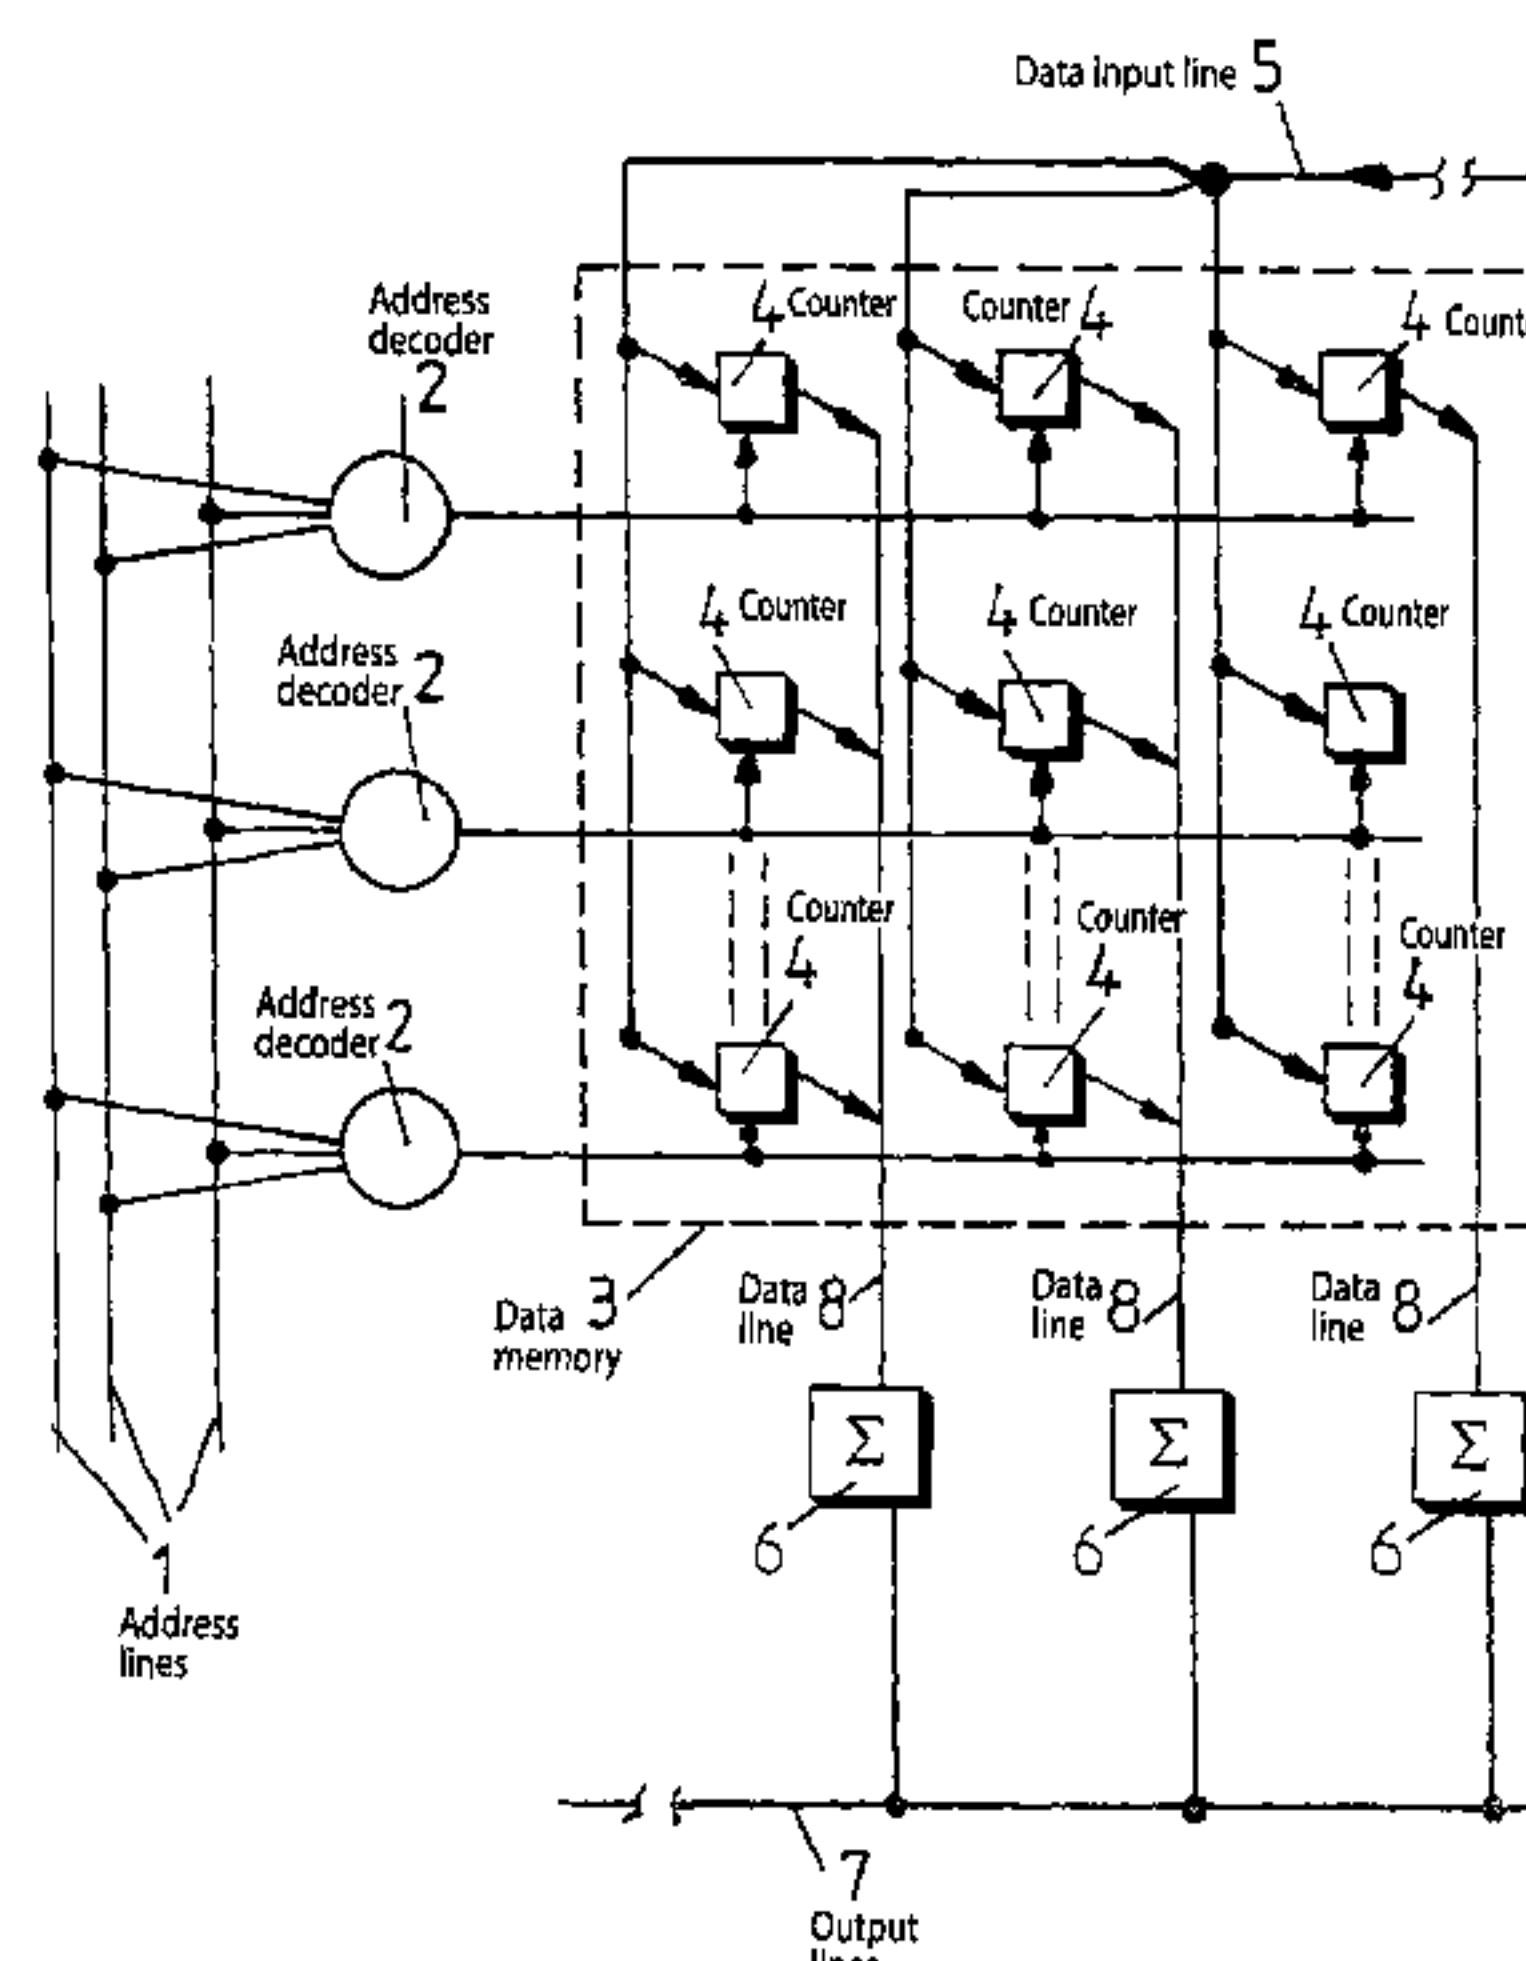 Data input line 5
Address
decoder
2
4 Counter
Counter 4
4 Count
Address
decoder 2
4 Counter
4 Counter
4 Counter
Address
decoder 2
Counter
4
Counter
4
Counter
4
Data 3
memory
Data 8
line
Data 8
line
Data 8
line
Σ
Σ
Σ
6
6
6
1
Address
lines
7
Output